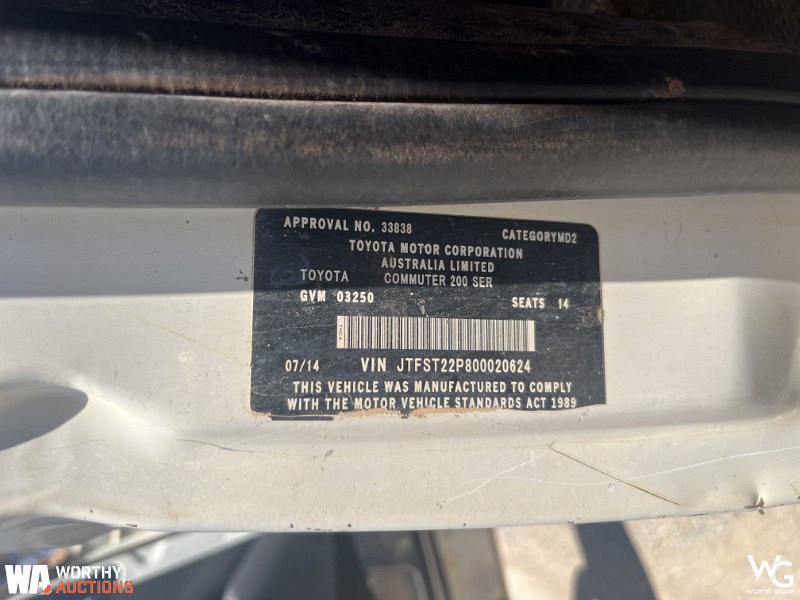 APPROVAL NO. 33838 CATEGORYMD2
TOYOTA MOTOR CORPORATION
AUSTRALIA LIMITED
TOYOTA COMMUTER 200 SER
GVM 03250 SEATS 14
07/14 VIN JTFST22P800020624
THIS VEHICLE WAS MANUFACTURED TO COMPLY
WITH THE MOTOR VEHICLE STANDARDS ACT 1989
WA WORTHY AUCTIONS
WG
WORTHY GROUP